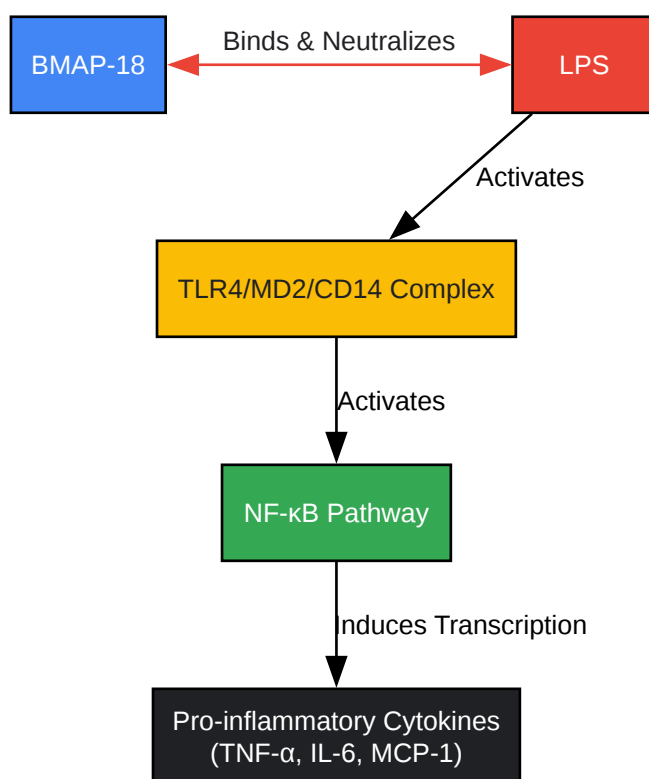 Binds & Neutralizes
BMAP-18
LPS
Activates
TLR4/MD2/CD14 Complex
Activates
NF-κB Pathway
Induces Transcription
Pro-inflammatory Cytokines
(TNF-α, IL-6, MCP-1)